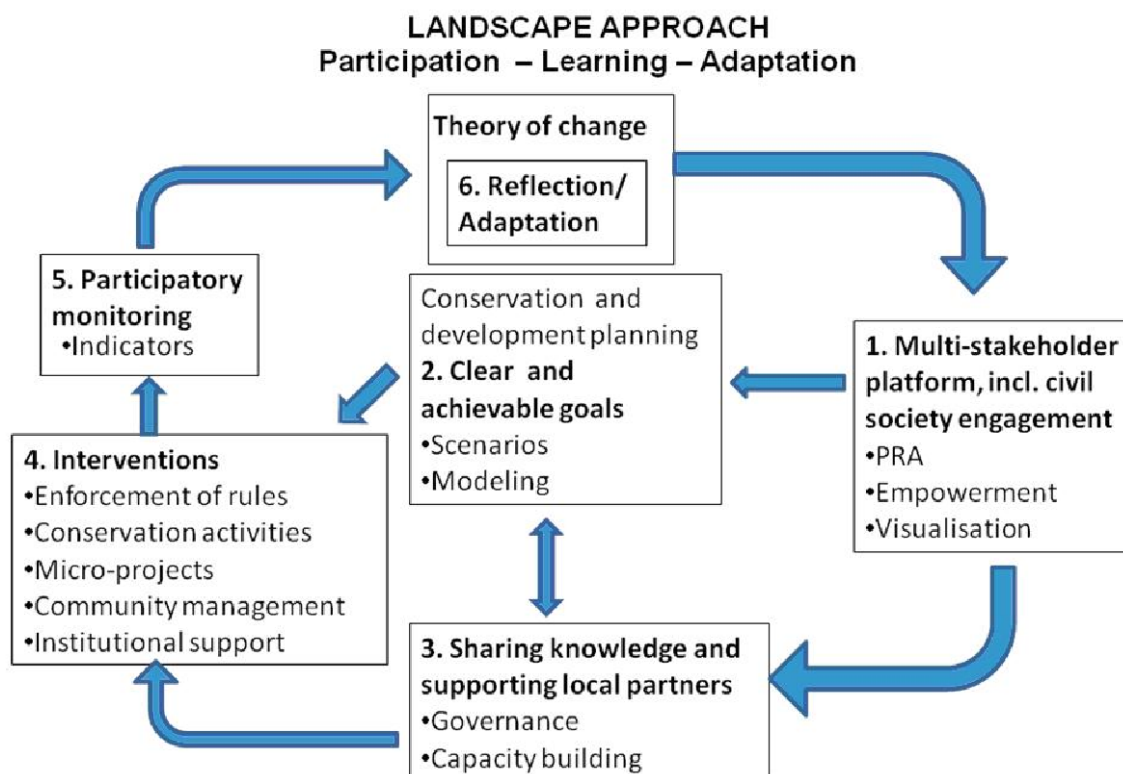 LANDSCAPE APPROACH
Participation – Learning – Adaptation
Theory of change
6. Reflection/
Adaptation
1. Multi-stakeholder
platform, incl. civil
society engagement
•PRA
•Empowerment
•Visualisation
Conservation and
development planning
2. Clear and
achievable goals
•Scenarios
•Modeling
3. Sharing knowledge and
supporting local partners
•Governance
•Capacity building
4. Interventions
•Enforcement of rules
•Conservation activities
•Micro-projects
•Community management
•Institutional support
5. Participatory
monitoring
•Indicators